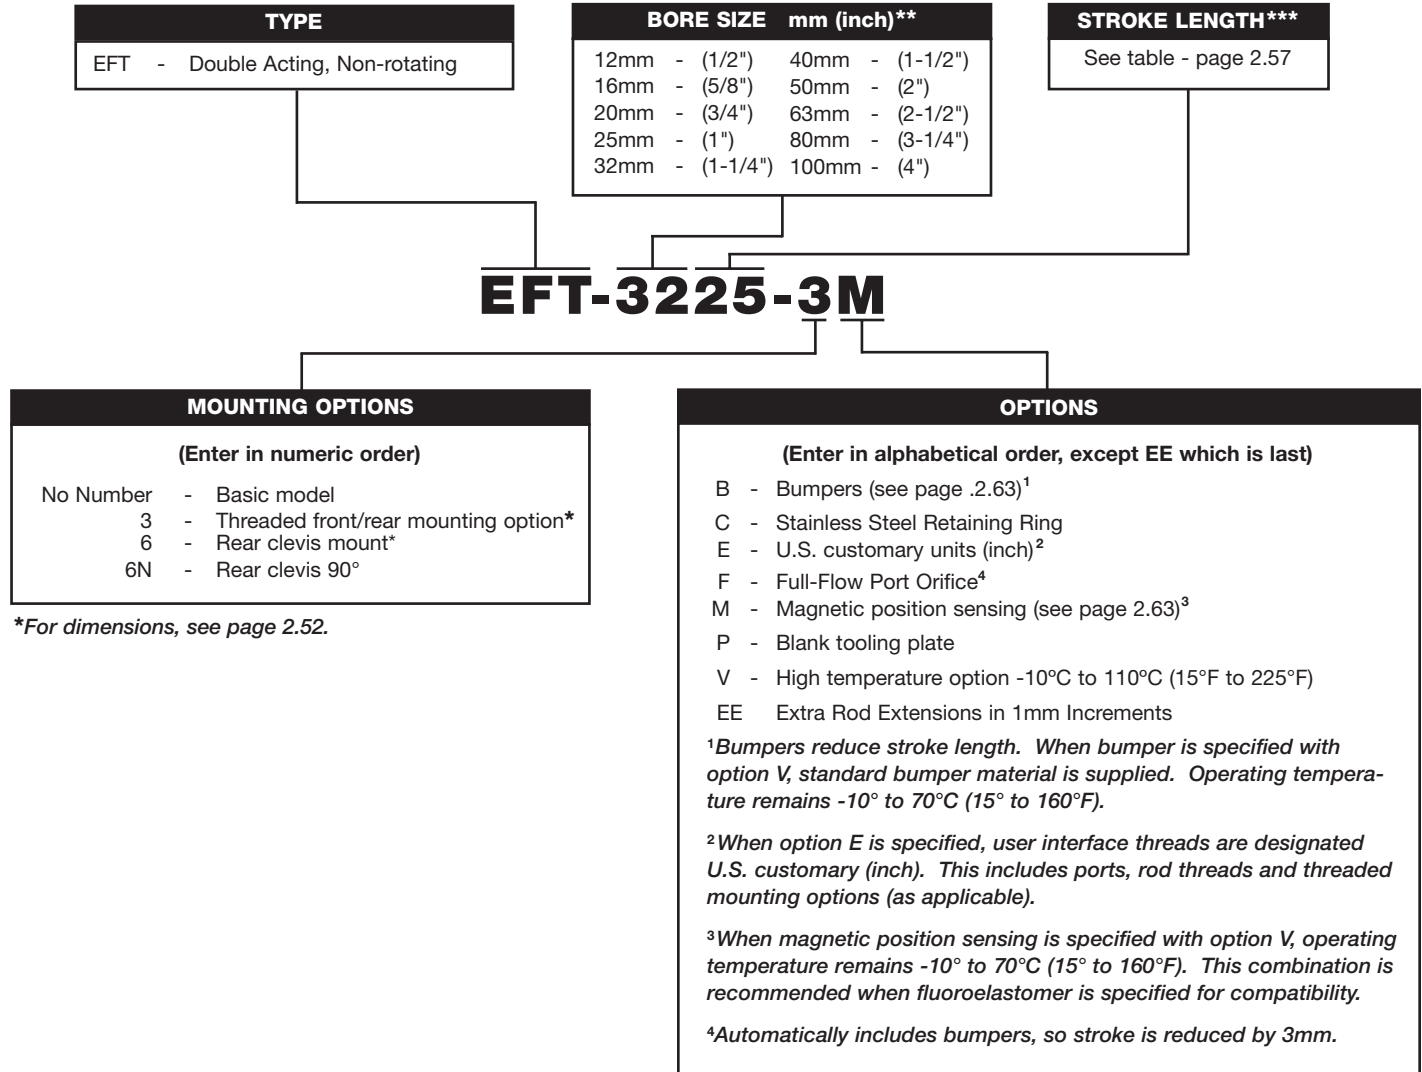 TYPE
EFT - Double Acting, Non-rotating
BORE SIZE mm (inch)**
12mm - (1/2") 40mm - (1-1/2")
16mm - (5/8") 50mm - (2")
20mm - (3/4") 63mm - (2-1/2")
25mm - (1") 80mm - (3-1/4")
32mm - (1-1/4") 100mm - (4")
STROKE LENGTH***
See table - page 2.57
EFT-3225-3M
MOUNTING OPTIONS
(Enter in numeric order)
No Number - Basic model
3 - Threaded front/rear mounting option*
6 - Rear clevis mount*
6N - Rear clevis 90°
*For dimensions, see page 2.52.
OPTIONS
(Enter in alphabetical order, except EE which is last)
B - Bumpers (see page .2.63)¹
C - Stainless Steel Retaining Ring
E - U.S. customary units (inch)²
F - Full-Flow Port Orifice⁴
M - Magnetic position sensing (see page 2.63)³
P - Blank tooling plate
V - High temperature option -10ºC to 110ºC (15°F to 225°F)
EE Extra Rod Extensions in 1mm Increments
¹Bumpers reduce stroke length. When bumper is specified with
option V, standard bumper material is supplied. Operating tempera-
ture remains -10° to 70°C (15° to 160°F).
²When option E is specified, user interface threads are designated
U.S. customary (inch). This includes ports, rod threads and threaded
mounting options (as applicable).
³When magnetic position sensing is specified with option V, operating
temperature remains -10° to 70°C (15° to 160°F). This combination is
recommended when fluoroelastomer is specified for compatibility.
⁴Automatically includes bumpers, so stroke is reduced by 3mm.